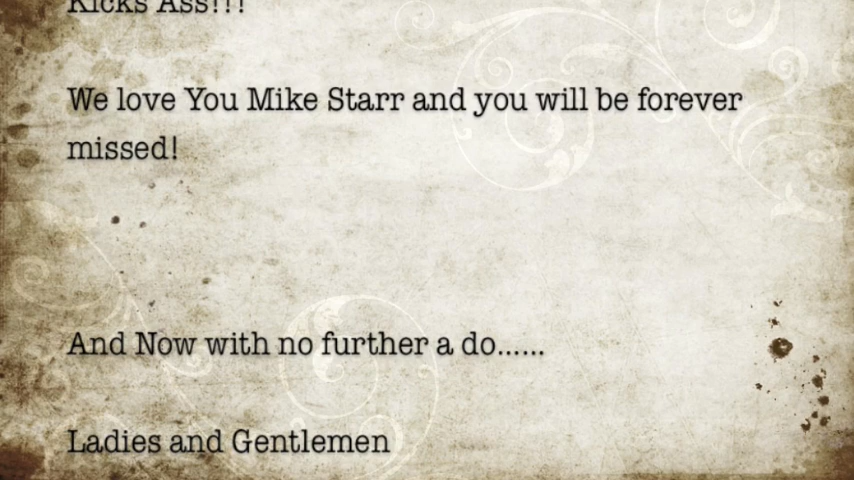 Kicks Ass!!!
We love You Mike Starr and you will be forever
missed!
And Now with no further a do......
Ladies and Gentlemen